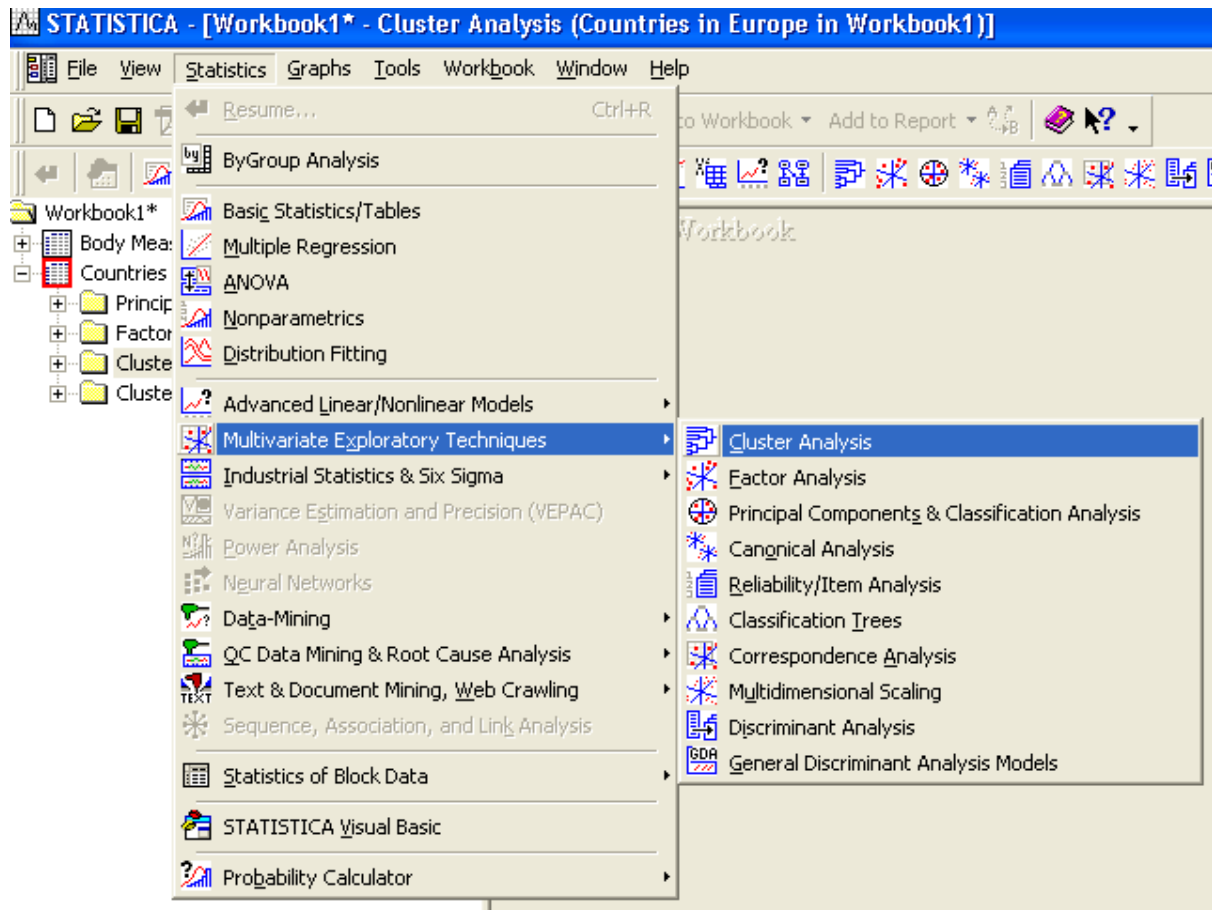 STATISTICA - [Workbook1* - Cluster Analysis (Countries in Europe in Workbook1)]
File View Statistics Graphs Tools Workbook Window Help
Resume... Ctrl+R
to Workbook Add to Report
ByGroup Analysis
Workbook1*
Workbook
Body Mea
Countries
Princip
Factor
Cluste
Cluste
Basic Statistics/Tables
Multiple Regression
ANOVA
Nonparametrics
Distribution Fitting
Advanced Linear/Nonlinear Models
Multivariate Exploratory Techniques
Industrial Statistics & Six Sigma
Variance Estimation and Precision (VEPAC)
Power Analysis
Neural Networks
Data-Mining
QC Data Mining & Root Cause Analysis
Text & Document Mining, Web Crawling
Sequence, Association, and Link Analysis
Statistics of Block Data
STATISTICA Visual Basic
Probability Calculator
Cluster Analysis
Factor Analysis
Principal Components & Classification Analysis
Canonical Analysis
Reliability/Item Analysis
Classification Trees
Correspondence Analysis
Multidimensional Scaling
Discriminant Analysis
General Discriminant Analysis Models